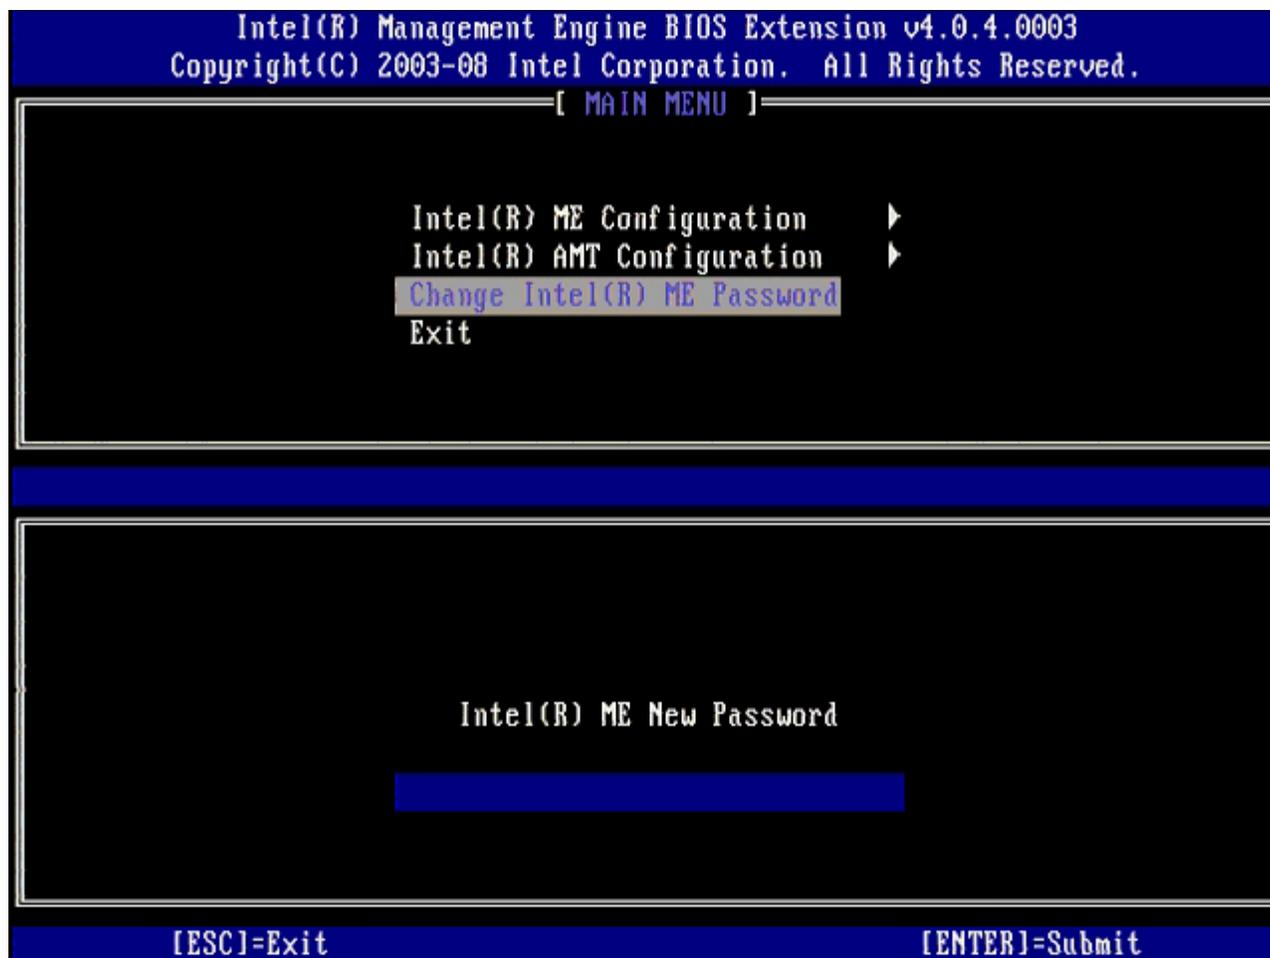 Intel(R) Management Engine BIOS Extension v4.0.4.0003
Copyright(C) 2003-08 Intel Corporation. All Rights Reserved.
[ MAIN MENU ]
Intel(R) ME Configuration
Intel(R) AMT Configuration
Change Intel(R) ME Password
Exit
Intel(R) ME New Password
[ESC]=Exit [ENTER]=Submit